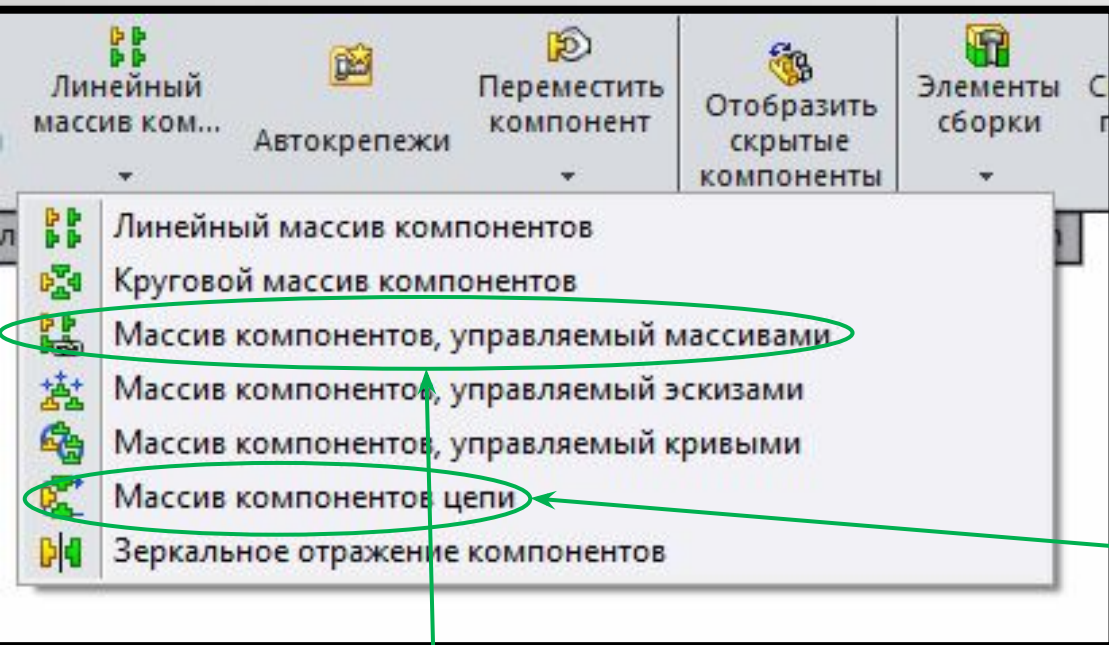 Линейный
массив ком...
Автокрепежи
Переместить
компонент
Отобразить
скрытые
компоненты
Элементы
сборки
Линейный массив компонентов
Круговой массив компонентов
Массив компонентов, управляемый массивами
Массив компонентов, управляемый эскизами
Массив компонентов, управляемый кривыми
Массив компонентов цепи
Зеркальное отражение компонентов